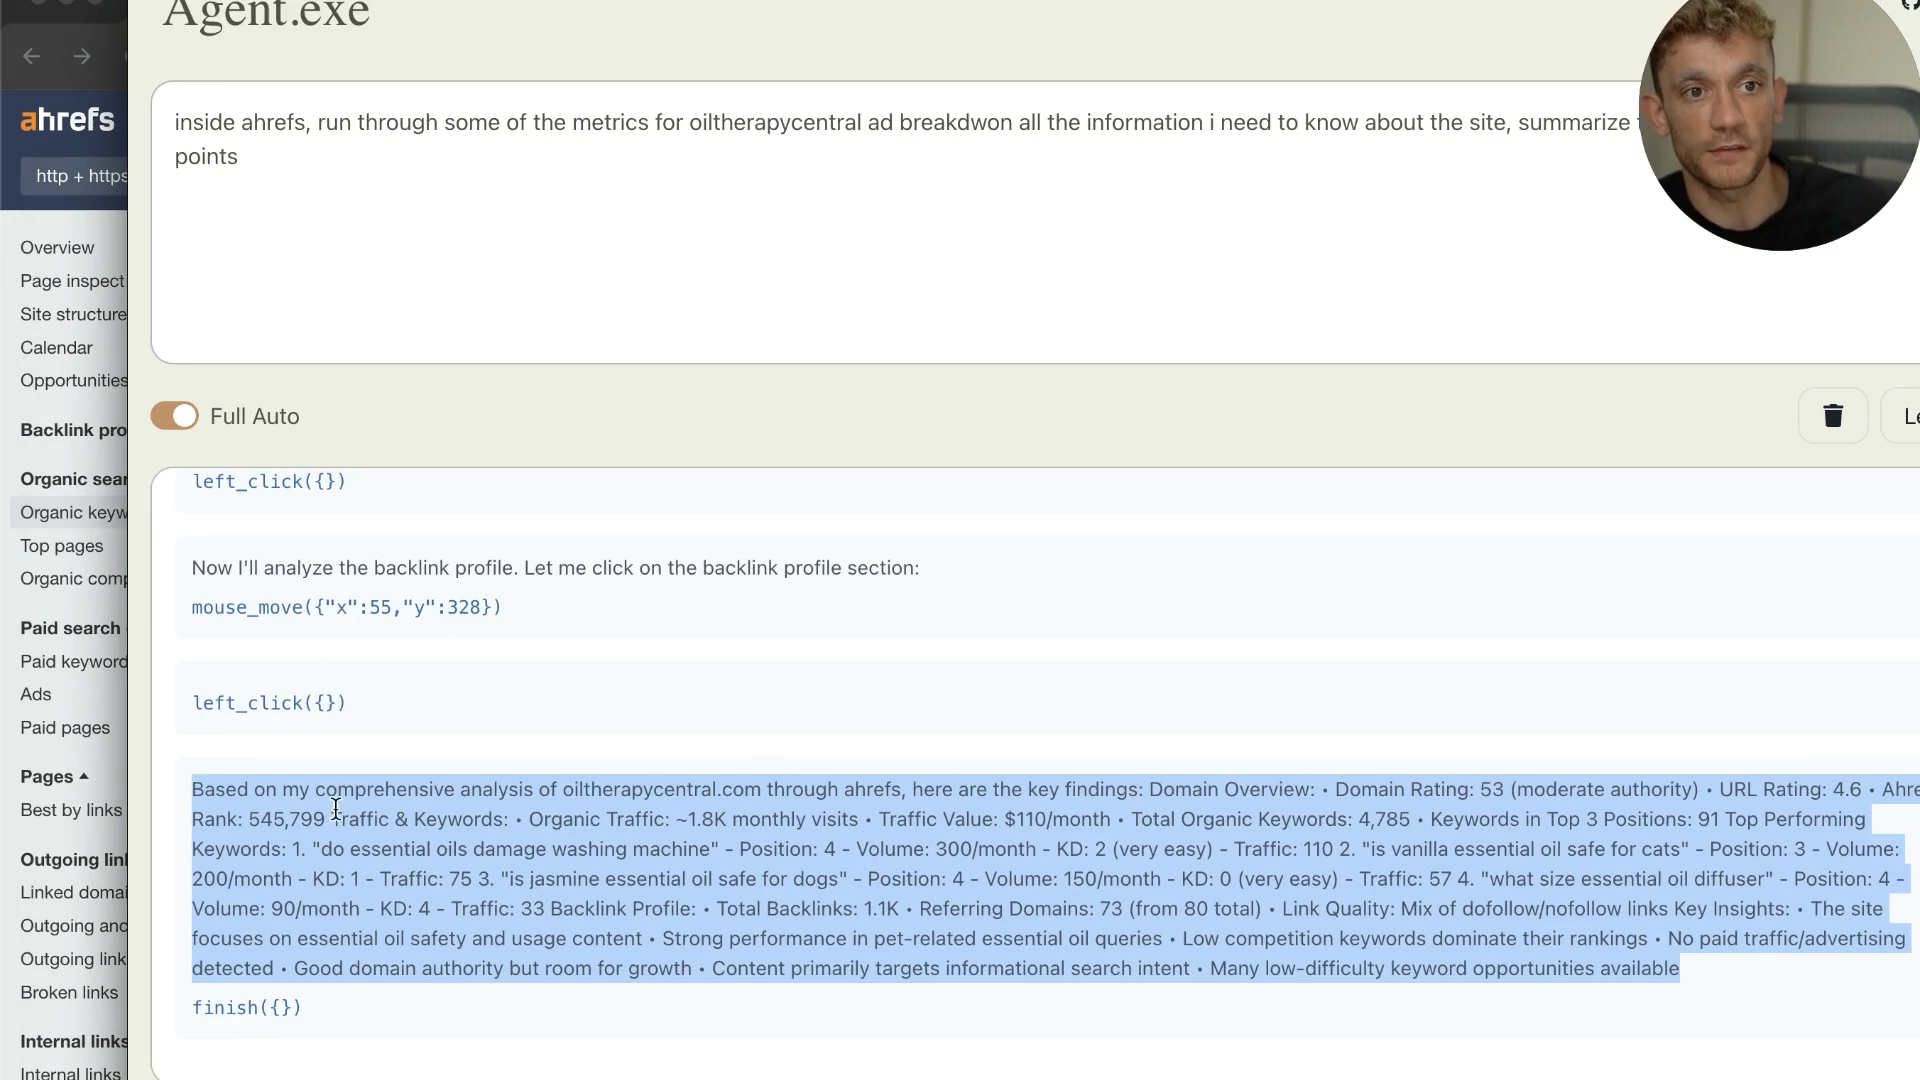 Agent.exe
ahrefs
http + https
Overview
Page inspect
Site structure
Calendar
Opportunities
Backlink pro
Organic sear
Organic keyw
Top pages
Organic comp
Paid search
Paid keyword
Ads
Paid pages
Pages
Best by links
Outgoing lin
Linked domai
Outgoing anc
Outgoing link
Broken links
Internal links
Internal links
inside ahrefs, run through some of the metrics for oiltherapycentral ad breakdwon all the information i need to know about the site, summarize
points
Full Auto
Le
left_click({})
Now I'll analyze the backlink profile. Let me click on the backlink profile section:
mouse_move({"x":55,"y":328})
left_click({})
Based on my comprehensive analysis of oiltherapycentral.com through ahrefs, here are the key findings: Domain Overview: • Domain Rating: 53 (moderate authority) • URL Rating: 4.6 • Ahre
Rank: 545,799 Traffic & Keywords: • Organic Traffic: ~1.8K monthly visits • Traffic Value: $110/month • Total Organic Keywords: 4,785 • Keywords in Top 3 Positions: 91 Top Performing
Keywords: 1. "do essential oils damage washing machine" - Position: 4 - Volume: 300/month - KD: 2 (very easy) - Traffic: 110 2. "is vanilla essential oil safe for cats" - Position: 3 - Volume:
200/month - KD: 1 - Traffic: 75 3. "is jasmine essential oil safe for dogs" - Position: 4 - Volume: 150/month - KD: 0 (very easy) - Traffic: 57 4. "what size essential oil diffuser" - Position: 4 -
Volume: 90/month - KD: 4 - Traffic: 33 Backlink Profile: • Total Backlinks: 1.1K • Referring Domains: 73 (from 80 total) • Link Quality: Mix of dofollow/nofollow links Key Insights: • The site
focuses on essential oil safety and usage content • Strong performance in pet-related essential oil queries • Low competition keywords dominate their rankings • No paid traffic/advertising
detected • Good domain authority but room for growth • Content primarily targets informational search intent • Many low-difficulty keyword opportunities available
finish({})